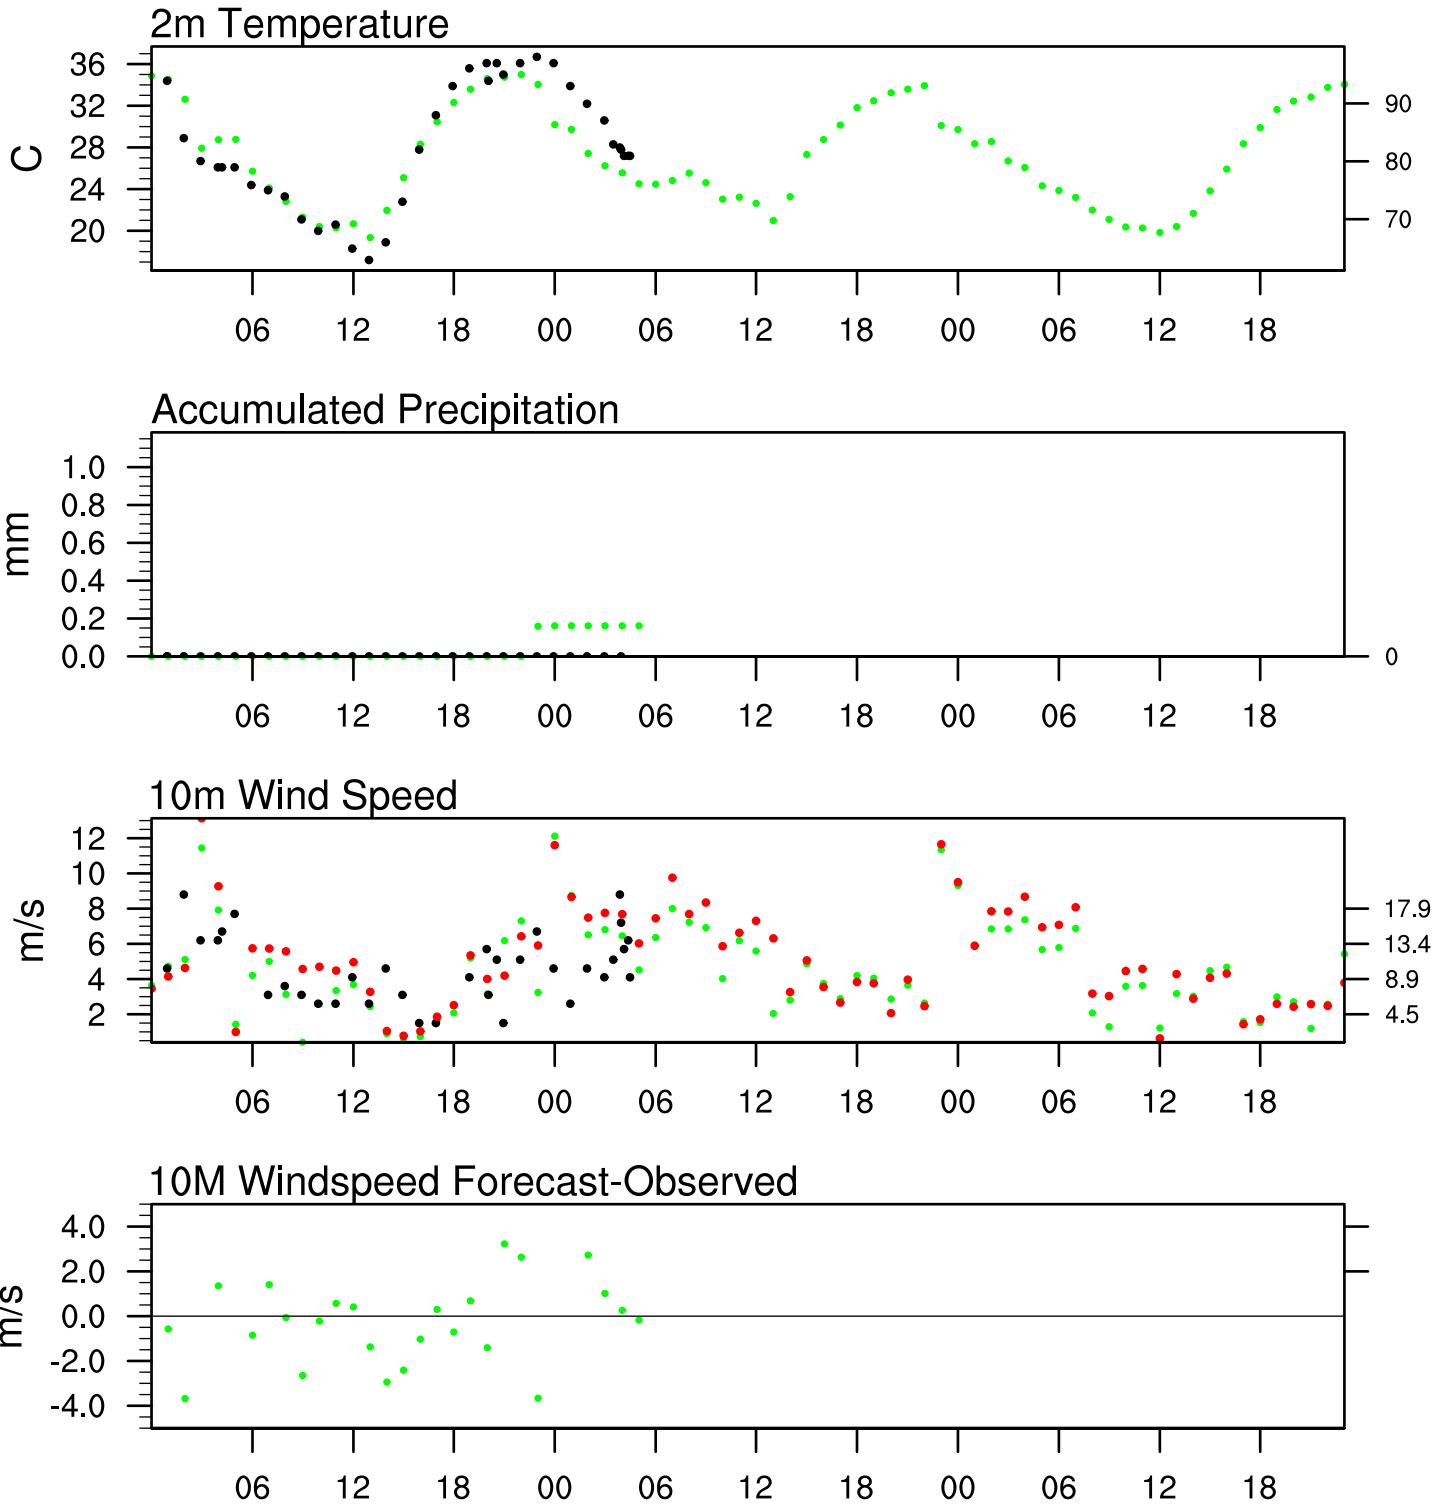 2m Temperature
36
32
28
24
20
C
90
80
70
06 12 18 00 06 12 18 00 06 12 18
Accumulated Precipitation
1.0
0.8
0.6
0.4
0.2
0.0
mm
0
06 12 18 00 06 12 18 00 06 12 18
10m Wind Speed
12
10
8
6
4
2
m/s
17.9
13.4
8.9
4.5
06 12 18 00 06 12 18 00 06 12 18
10M Windspeed Forecast-Observed
4.0
2.0
0.0
-2.0
-4.0
m/s
06 12 18 00 06 12 18 00 06 12 18